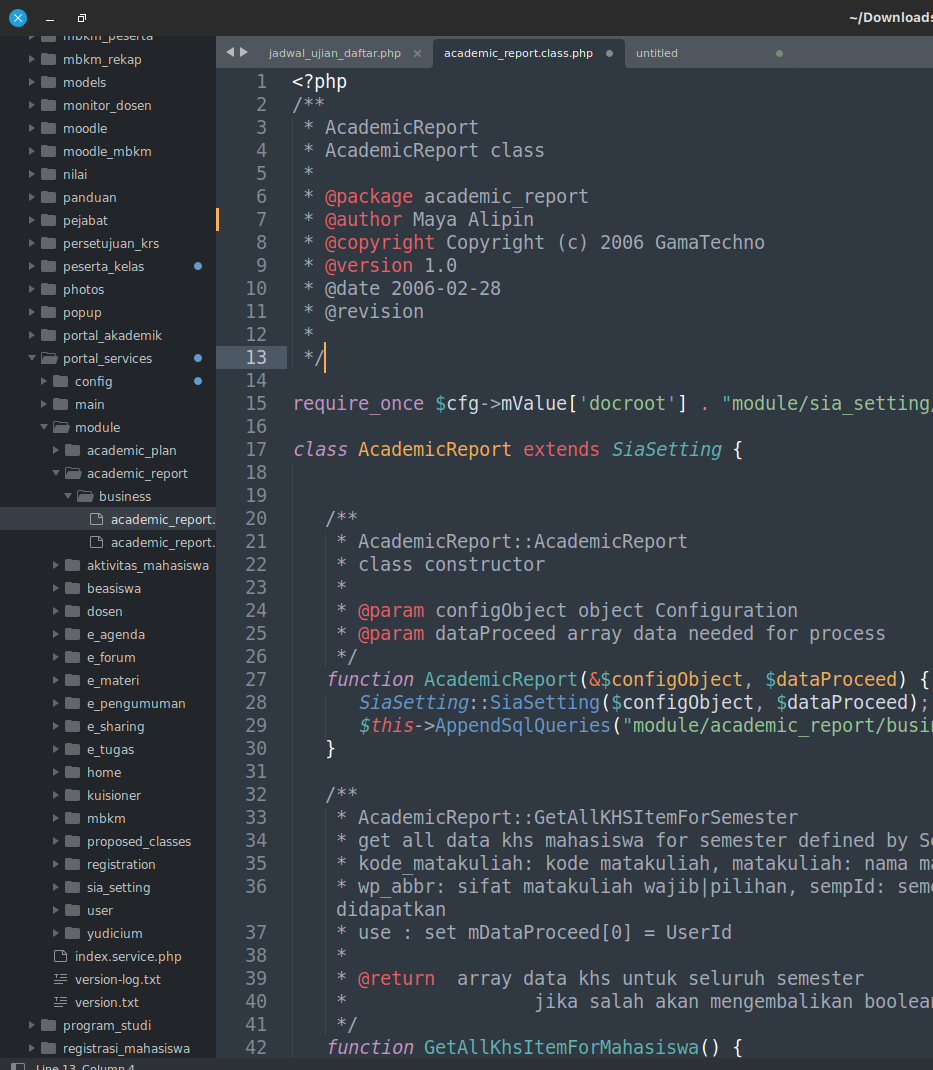 ~/Downloads
mbkm_peserta
mbkm_rekap
models
monitor_dosen
moodle
moodle_mbkm
nilai
panduan
pejabat
persetujuan_krs
peserta_kelas
photos
popup
portal_akademik
portal_services
config
main
module
academic_plan
academic_report
business
academic_report.
academic_report.
aktivitas_mahasiswa
beasiswa
dosen
e_agenda
e_forum
e_materi
e_pengumuman
e_sharing
e_tugas
home
kuisioner
mbkm
proposed_classes
registration
sia_setting
user
yudicium
index.service.php
version-log.txt
version.txt
program_studi
registrasi_mahasiswa
jadwal_ujian_daftar.php
academic_report.class.php
untitled
1 <?php
2 /**
3 * AcademicReport
4 * AcademicReport class
5 *
6 * @package academic_report
7 * @author Maya Alipin
8 * @copyright Copyright (c) 2006 GamaTechno
9 * @version 1.0
10 * @date 2006-02-28
11 * @revision
12 *
13 */
14
15 require_once $cfg->mValue['docroot'] . "module/sia_setting/
16
17 class AcademicReport extends SiaSetting {
18
19
20 /**
21 * AcademicReport::AcademicReport
22 * class constructor
23 *
24 * @param configObject object Configuration
25 * @param dataProceed array data needed for process
26 */
27 function AcademicReport(&$configObject, $dataProceed) {
28 SiaSetting::SiaSetting($configObject, $dataProceed);
29 $this->AppendSqlQueries("module/academic_report/busi
30 }
31
32 /**
33 * AcademicReport::GetAllKHSItemForSemester
34 * get all data khs mahasiswa for semester defined by Se
35 * kode_matakuliah: kode matakuliah, matakuliah: nama ma
36 * wp_abbr: sifat matakuliah wajib|pilihan, sempId: seme
didapatkan
37 * use : set mDataProceed[0] = UserId
38 *
39 * @return array data khs untuk seluruh semester
40 * jika salah akan mengembalikan boolean
41 */
42 function GetAllKhsItemForMahasiswa() {
Line 13, Column 4